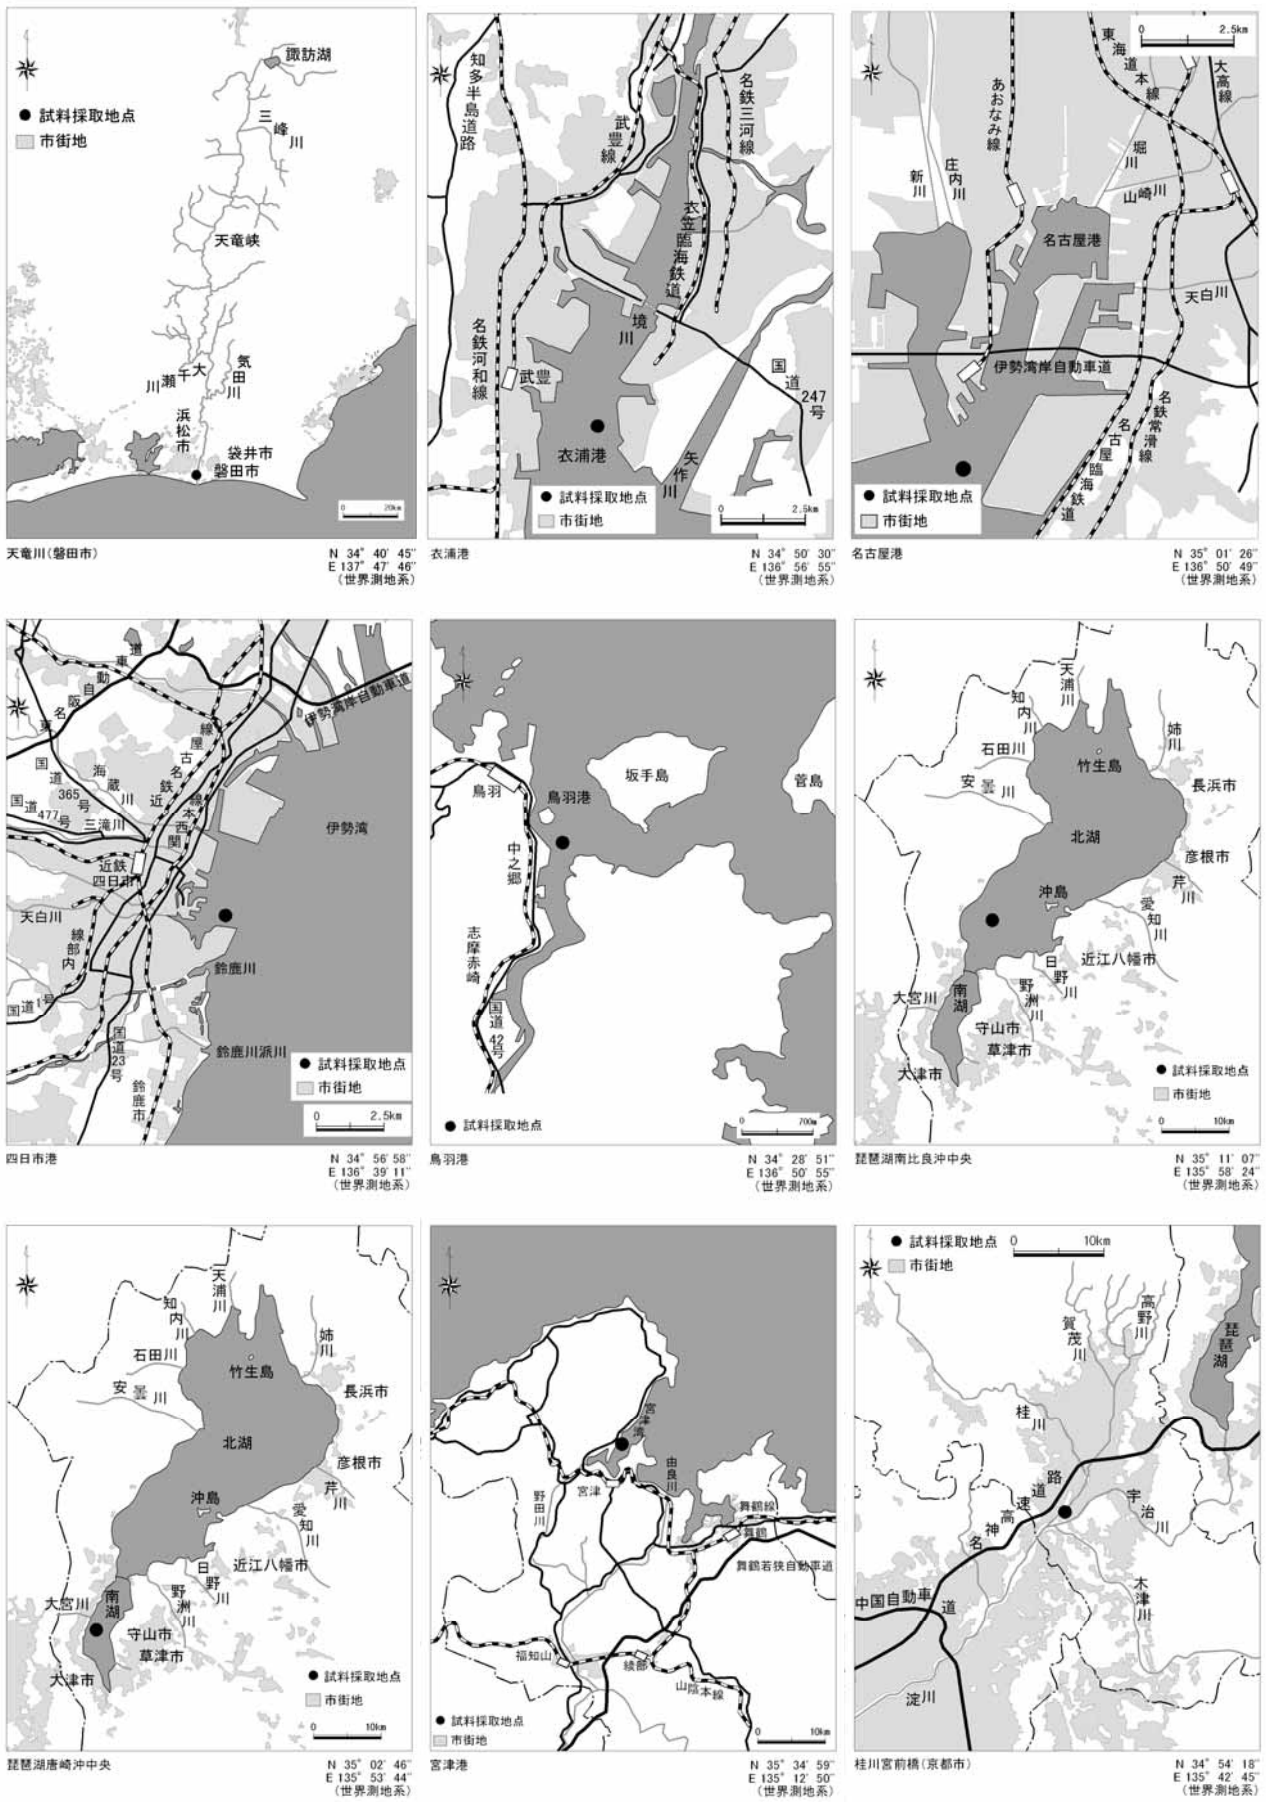 諏訪湖
● 試料採取地点
市街地
三峰川
天竜峡
気田川
大千瀬川
浜松市
袋井市
磐田市
0 20km
天竜川(磐田市)
N 34° 40′ 45″
E 137° 47′ 46″
(世界測地系)
知多半島道路
武豊線
名鉄三河線
衣笠臨海鉄道
境川
名鉄河和線
武豊
国道247号
衣浦港
矢作川
● 試料採取地点
市街地
0 2.5km
衣浦港
N 34° 50′ 30″
E 136° 56′ 55″
(世界測地系)
0 2.5km
東海道本線
大高線
あおなみ線
堀川
庄内川
新川
山崎川
名古屋港
天白川
伊勢湾岸自動車道
名鉄常滑線
名古屋臨海鉄道
● 試料採取地点
市街地
名古屋港
N 35° 01′ 26″
E 136° 50′ 49″
(世界測地系)
東名阪自動車道
伊勢湾岸自動車道
国道365号
海蔵川
近鉄名古屋線
国道477号
三滝川
関西本線
伊勢湾
近鉄
四日市
天白川
内部線
鈴鹿川
国道1号
国道23号
鈴鹿川派川
鈴鹿市
● 試料採取地点
市街地
0 2.5km
四日市港
N 34° 56′ 58″
E 136° 39′ 11″
(世界測地系)
坂手島
菅島
鳥羽
鳥羽港
中之郷
志摩赤崎
国道42号
● 試料採取地点
0 700m
鳥羽港
N 34° 28′ 51″
E 136° 50′ 55″
(世界測地系)
天浦川
知内川
石田川
安曇川
竹生島
姉川
長浜市
北湖
彦根市
芹川
沖島
愛知川
近江八幡市
日野川
野洲川
大宮川
南湖
守山市
草津市
大津市
● 試料採取地点
市街地
0 10km
琵琶湖南比良沖中央
N 35° 11′ 07″
E 135° 58′ 24″
(世界測地系)
天浦川
知内川
石田川
安曇川
竹生島
姉川
長浜市
北湖
彦根市
芹川
沖島
愛知川
近江八幡市
日野川
野洲川
大宮川
南湖
守山市
草津市
大津市
● 試料採取地点
市街地
0 10km
琵琶湖唐崎沖中央
N 35° 02′ 46″
E 135° 53′ 44″
(世界測地系)
宮津湾
由良川
宮津
野田川
舞鶴線
舞鶴
舞鶴若狭自動車道
福知山
綾部
山陰本線
● 試料採取地点
市街地
0 10km
宮津港
N 35° 34′ 59″
E 135° 12′ 50″
(世界測地系)
● 試料採取地点
市街地
0 10km
高野川
賀茂川
琵琶湖
桂川
名神高速道路
宇治川
木津川
中国自動車道
淀川
桂川宮前橋(京都市)
N 34° 54′ 18″
E 135° 42′ 45″
(世界測地系)